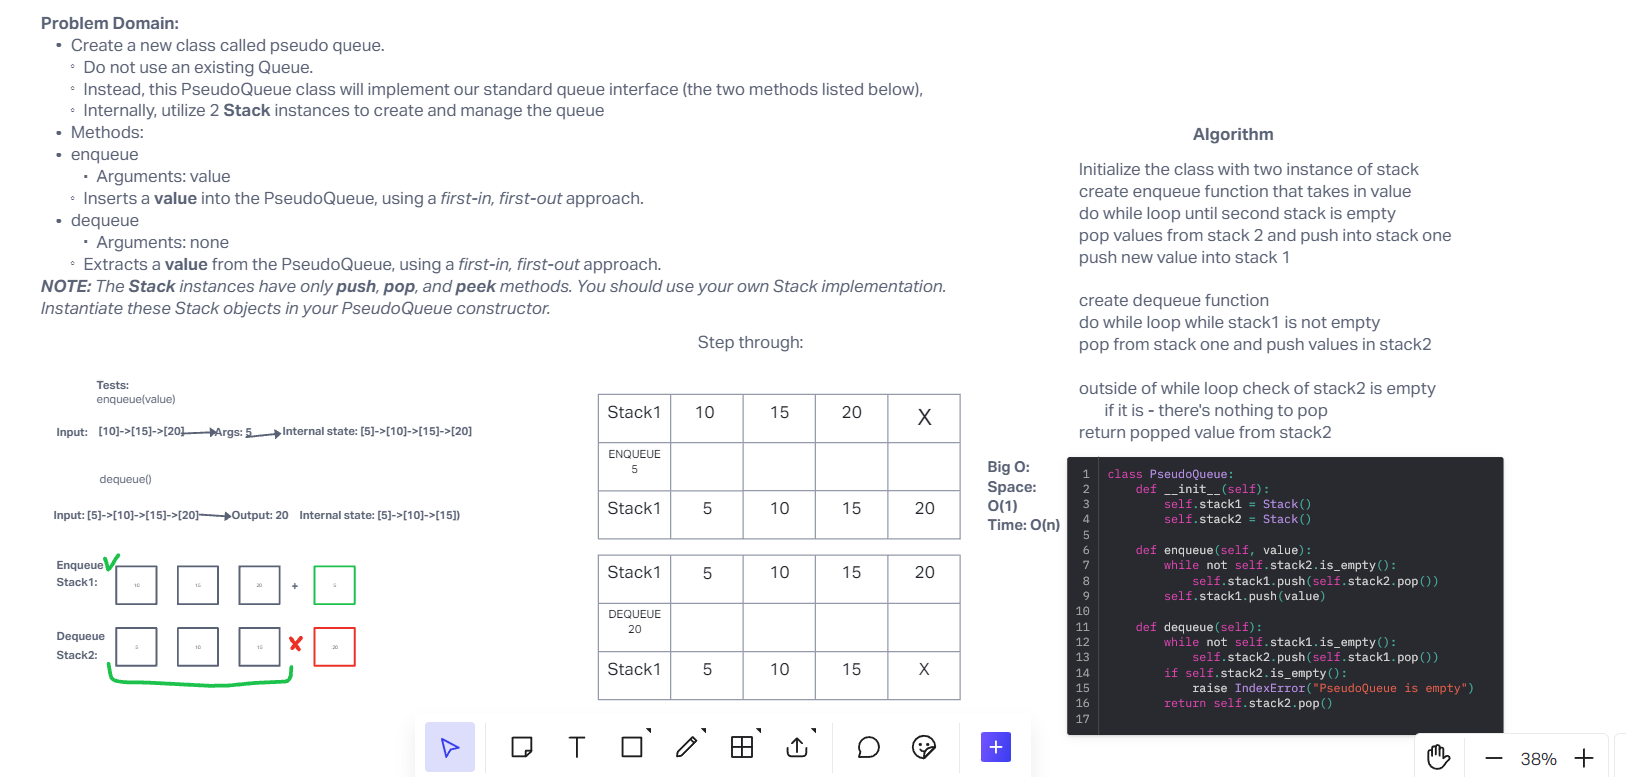 Problem Domain:
• Create a new class called pseudo queue.
◦ Do not use an existing Queue.
◦ Instead, this PseudoQueue class will implement our standard queue interface (the two methods listed below),
◦ Internally, utilize 2 Stack instances to create and manage the queue
• Methods:
• enqueue
▪ Arguments: value
◦ Inserts a value into the PseudoQueue, using a first-in, first-out approach.
• dequeue
▪ Arguments: none
◦ Extracts a value from the PseudoQueue, using a first-in, first-out approach.
NOTE: The Stack instances have only push, pop, and peek methods. You should use your own Stack implementation.
Instantiate these Stack objects in your PseudoQueue constructor.
Tests:
enqueue(value)
Input: [10]->[15]->[20] Args: 5 Internal state: [5]->[10]->[15]->[20]
dequeue()
Input: [5]->[10]->[15]->[20] Output: 20 Internal state: [5]->[10]->[15])
Enqueue
Stack1:
10 15 20 + 5
Dequeue
Stack2:
5 10 15 20
Step through:
Stack1 10 15 20 X
ENQUEUE
5
Stack1 5 10 15 20
Stack1 5 10 15 20
DEQUEUE
20
Stack1 5 10 15 X
Big O:
Space:
O(1)
Time: O(n)
Algorithm
Initialize the class with two instance of stack
create enqueue function that takes in value
do while loop until second stack is empty
pop values from stack 2 and push into stack one
push new value into stack 1
create dequeue function
do while loop while stack1 is not empty
pop from stack one and push values in stack2
outside of while loop check of stack2 is empty
if it is - there's nothing to pop
return popped value from stack2
1 class PseudoQueue:
2 def __init__(self):
3 self.stack1 = Stack()
4 self.stack2 = Stack()
5
6 def enqueue(self, value):
7 while not self.stack2.is_empty():
8 self.stack1.push(self.stack2.pop())
9 self.stack1.push(value)
10
11 def dequeue(self):
12 while not self.stack1.is_empty():
13 self.stack2.push(self.stack1.pop())
14 if self.stack2.is_empty():
15 raise IndexError("PseudoQueue is empty")
16 return self.stack2.pop()
17
38%